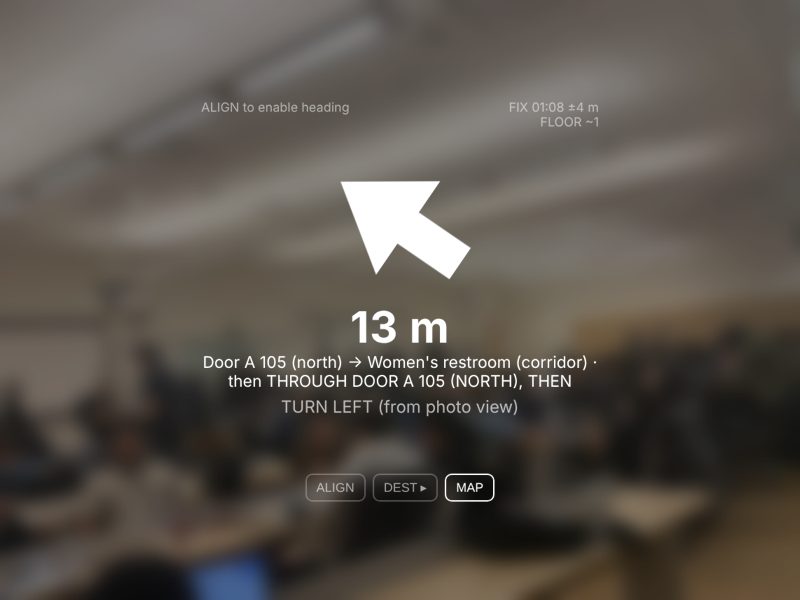 ALIGN to enable heading
FIX 01:08 ±4 m
FLOOR ~1
13 m
Door A 105 (north) → Women's restroom (corridor) ·
then THROUGH DOOR A 105 (NORTH), THEN
TURN LEFT (from photo view)
ALIGN
DEST ▸
MAP